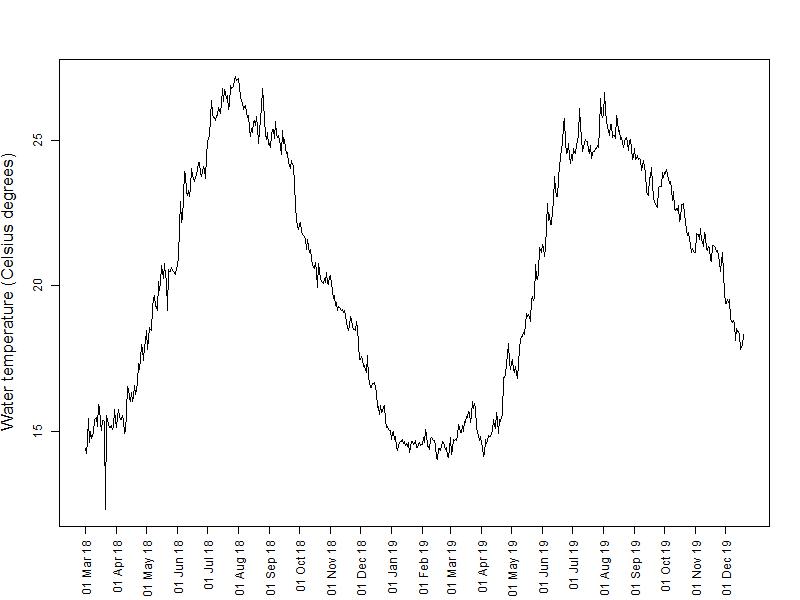 Water temperature (Celsius degrees)
25
20
15
01 Mar 18
01 Apr 18
01 May 18
01 Jun 18
01 Jul 18
01 Aug 18
01 Sep 18
01 Oct 18
01 Nov 18
01 Dec 18
01 Jan 19
01 Feb 19
01 Mar 19
01 Apr 19
01 May 19
01 Jun 19
01 Jul 19
01 Aug 19
01 Sep 19
01 Oct 19
01 Nov 19
01 Dec 19